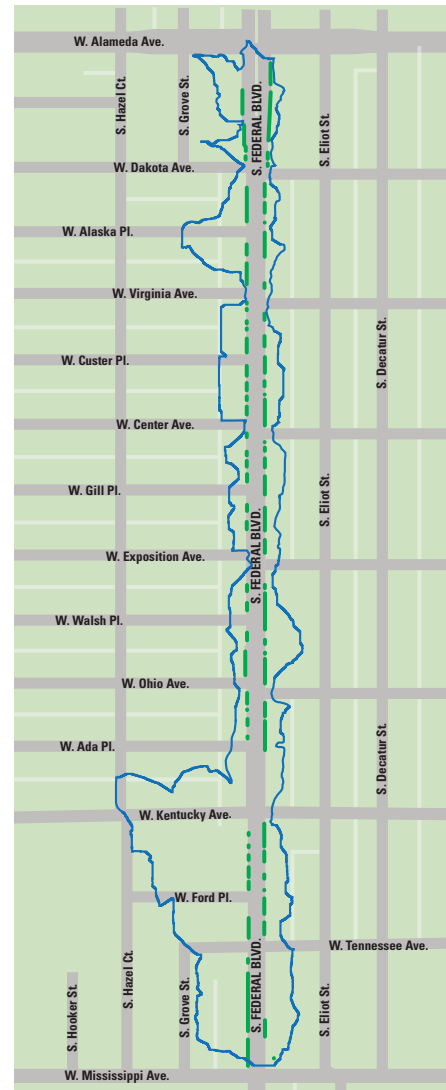 W. Alameda Ave.
S. Hazel Ct.
S. Grove St.
S. FEDERAL BLVD.
S. Eliot St.
W. Dakota Ave.
W. Alaska Pl.
W. Virginia Ave.
W. Custer Pl.
S. Decatur St.
W. Center Ave.
W. Gill Pl.
S. Eliot St.
S. FEDERAL BLVD.
W. Exposition Ave.
W. Walsh Pl.
W. Ohio Ave.
W. Ada Pl.
S. Decatur St.
W. Kentucky Ave.
W. Ford Pl.
W. Tennessee Ave.
S. Hooker St.
S. Hazel Ct.
S. Grove St.
S. FEDERAL BLVD.
S. Eliot St.
W. Mississippi Ave.